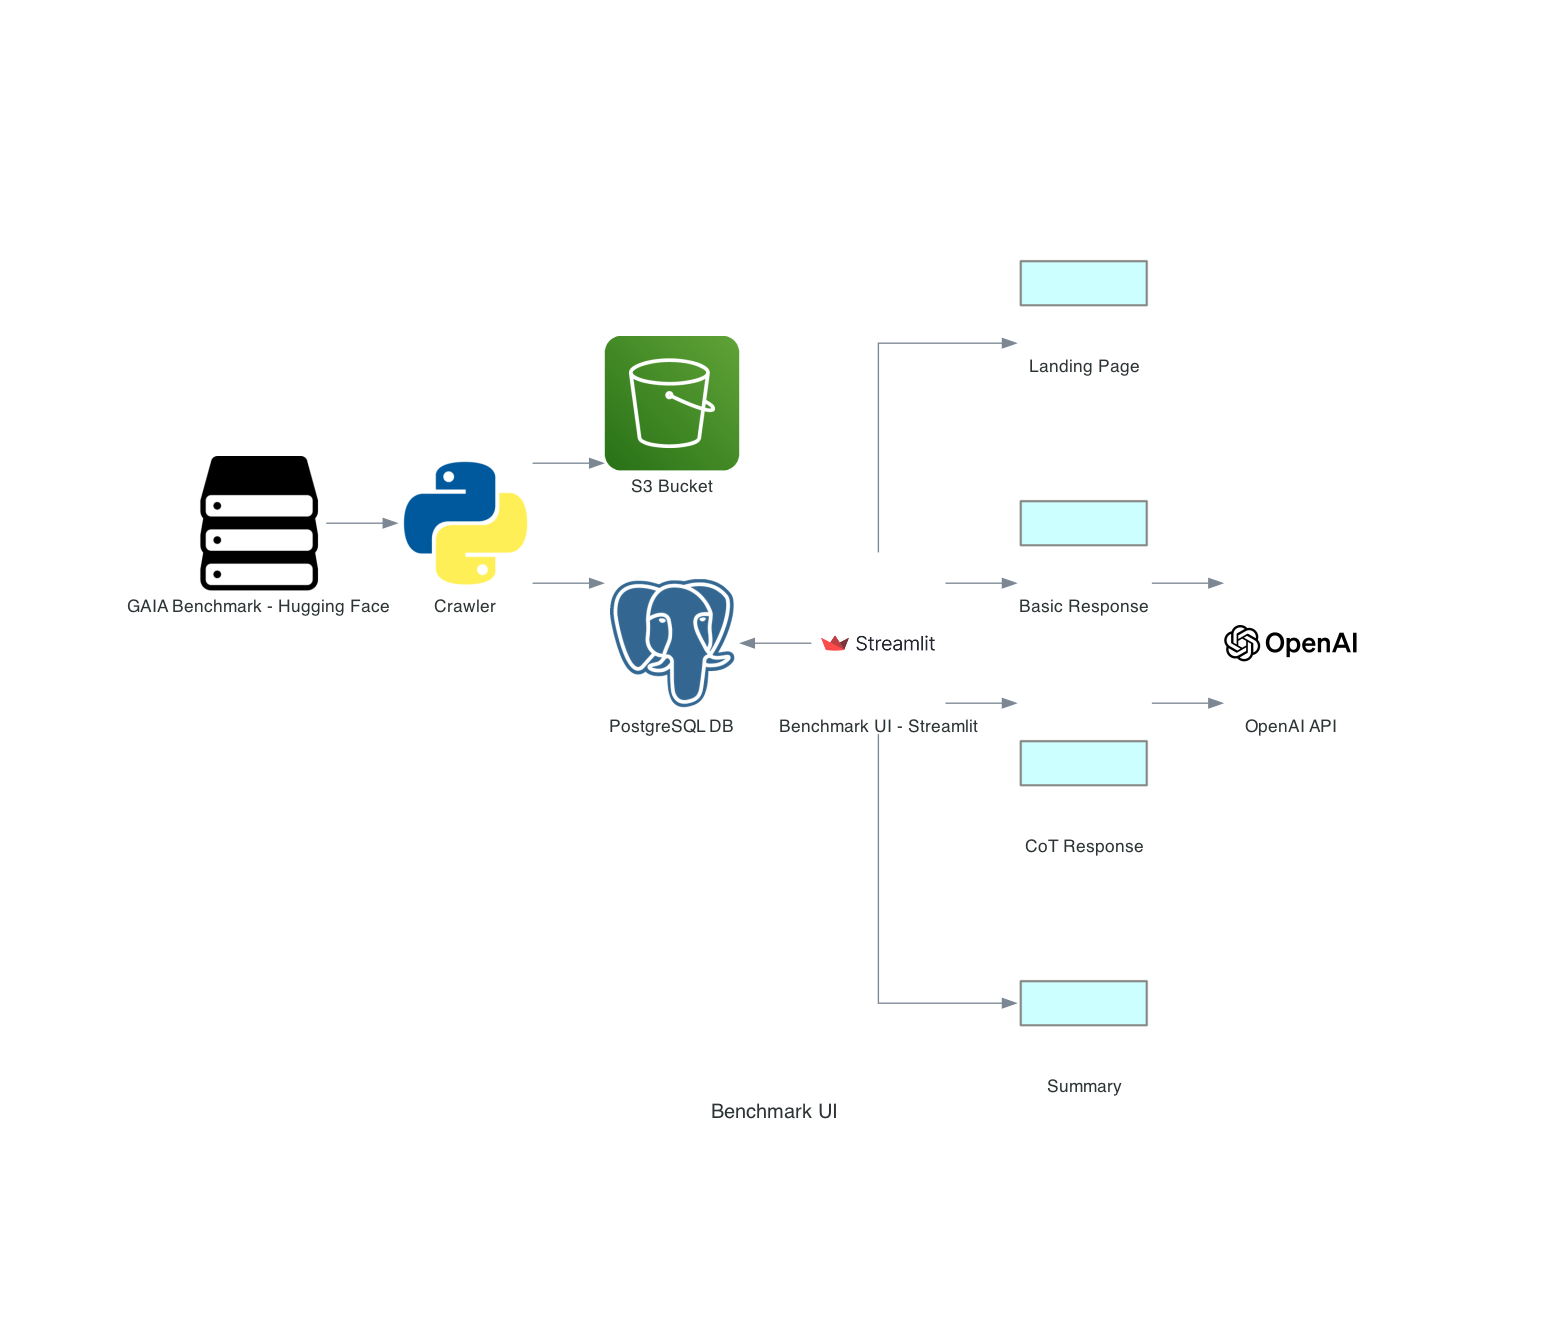 Landing Page
S3 Bucket
GAIA Benchmark - Hugging Face
Crawler
Basic Response
Streamlit
OpenAI
PostgreSQL DB
Benchmark UI - Streamlit
OpenAI API
CoT Response
Summary
Benchmark UI